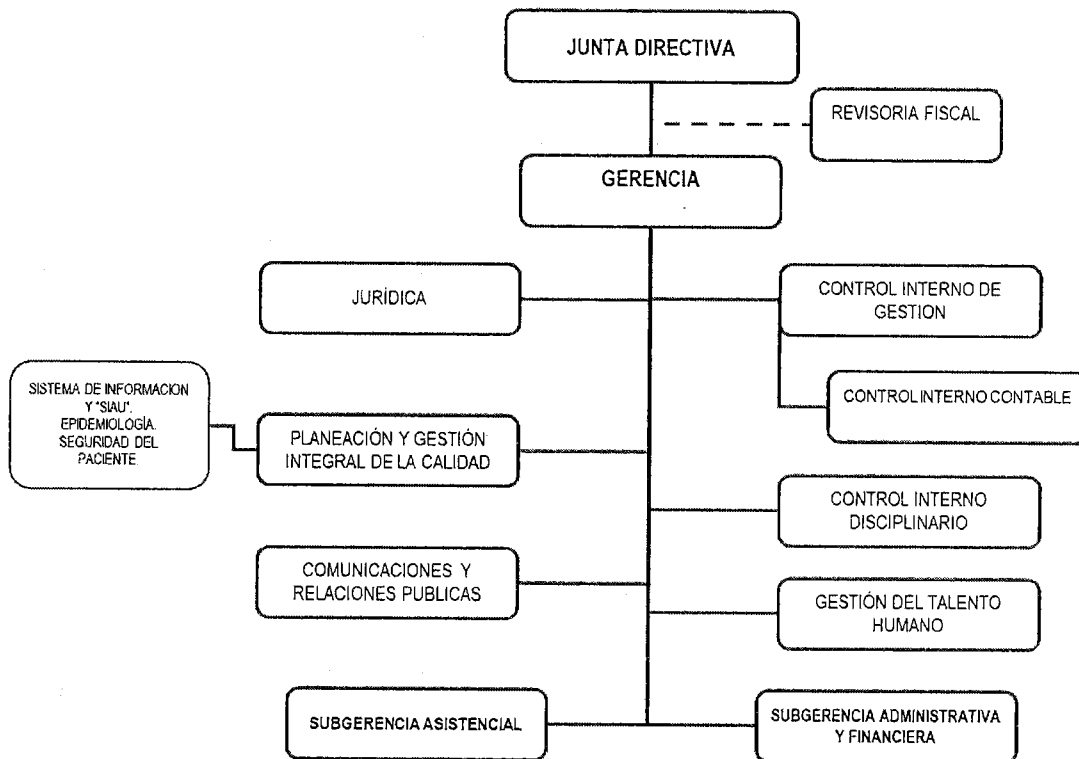 JUNTA DIRECTIVA
REVISORIA FISCAL
GERENCIA
JURÍDICA
CONTROL INTERNO DE
GESTION
SISTEMA DE INFORMACION
Y "SIAU".
EPIDEMIOLOGÍA.
SEGURIDAD DEL
PACIENTE.
PLANEACIÓN Y GESTIÓN
INTEGRAL DE LA CALIDAD
CONTROL INTERNO CONTABLE
CONTROL INTERNO
DISCIPLINARIO
COMUNICACIONES Y
RELACIONES PUBLICAS
GESTIÓN DEL TALENTO
HUMANO
SUBGERENCIA ASISTENCIAL
SUBGERENCIA ADMINISTRATIVA
Y FINANCIERA